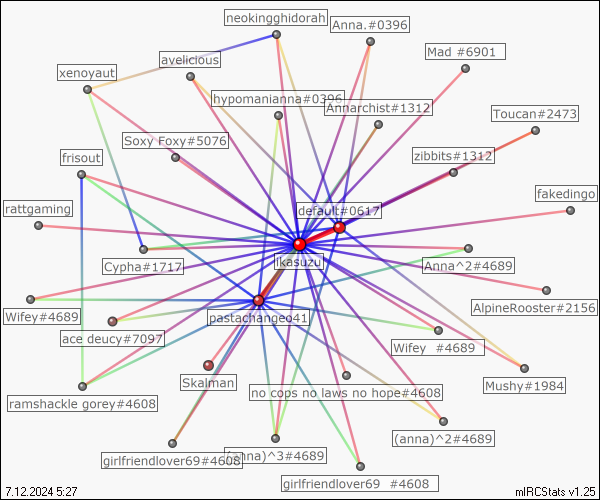 neokingghidorah
Anna.#0396
Mad #6901
avelicious
xenoyaut
hypomanianna#0396
Annarchist#1312
Toucan#2473
Soxy Foxy#5076
zibbits#1312
frisout
fakedingo
rattgaming
default#0617
ikasuzu
Cypha#1717
Anna^2#4689
AlpineRooster#2156
Wifey#4689
pastachangeo41
ace deucy#7097
Wifey #4689
Skalman
Mushy#1984
no cops no laws no hope#4608
ramshackle gorey#4608
(anna)^2#4689
(anna)^3#4689
girlfriendlover69#4608
girlfriendlover69 #4608
7.12.2024 5:27
mIRCStats v1.25